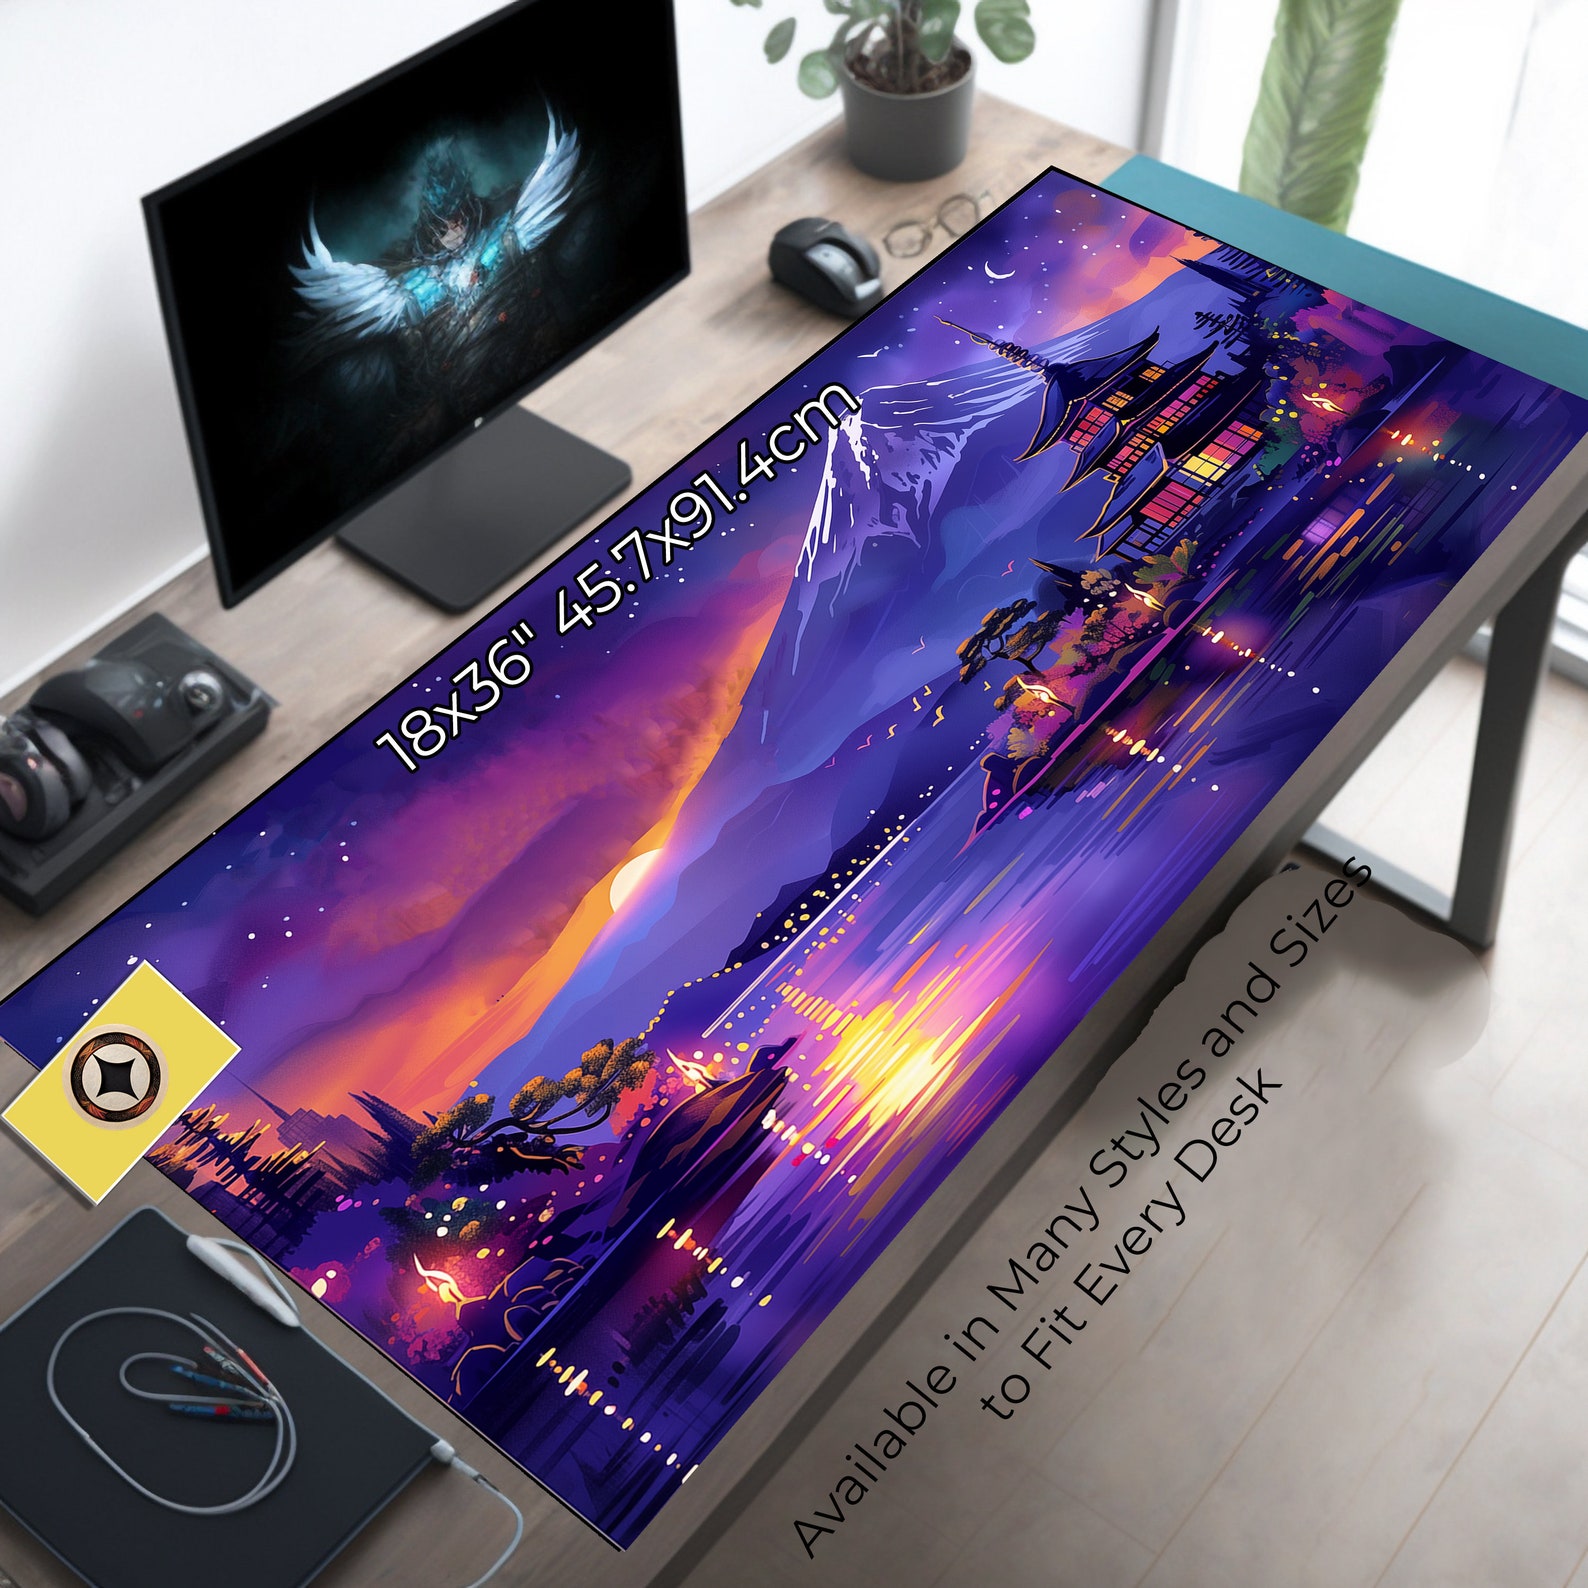 18x36" 45.7x91.4cm
Available in Many Styles and Sizes
to Fit Every Desk